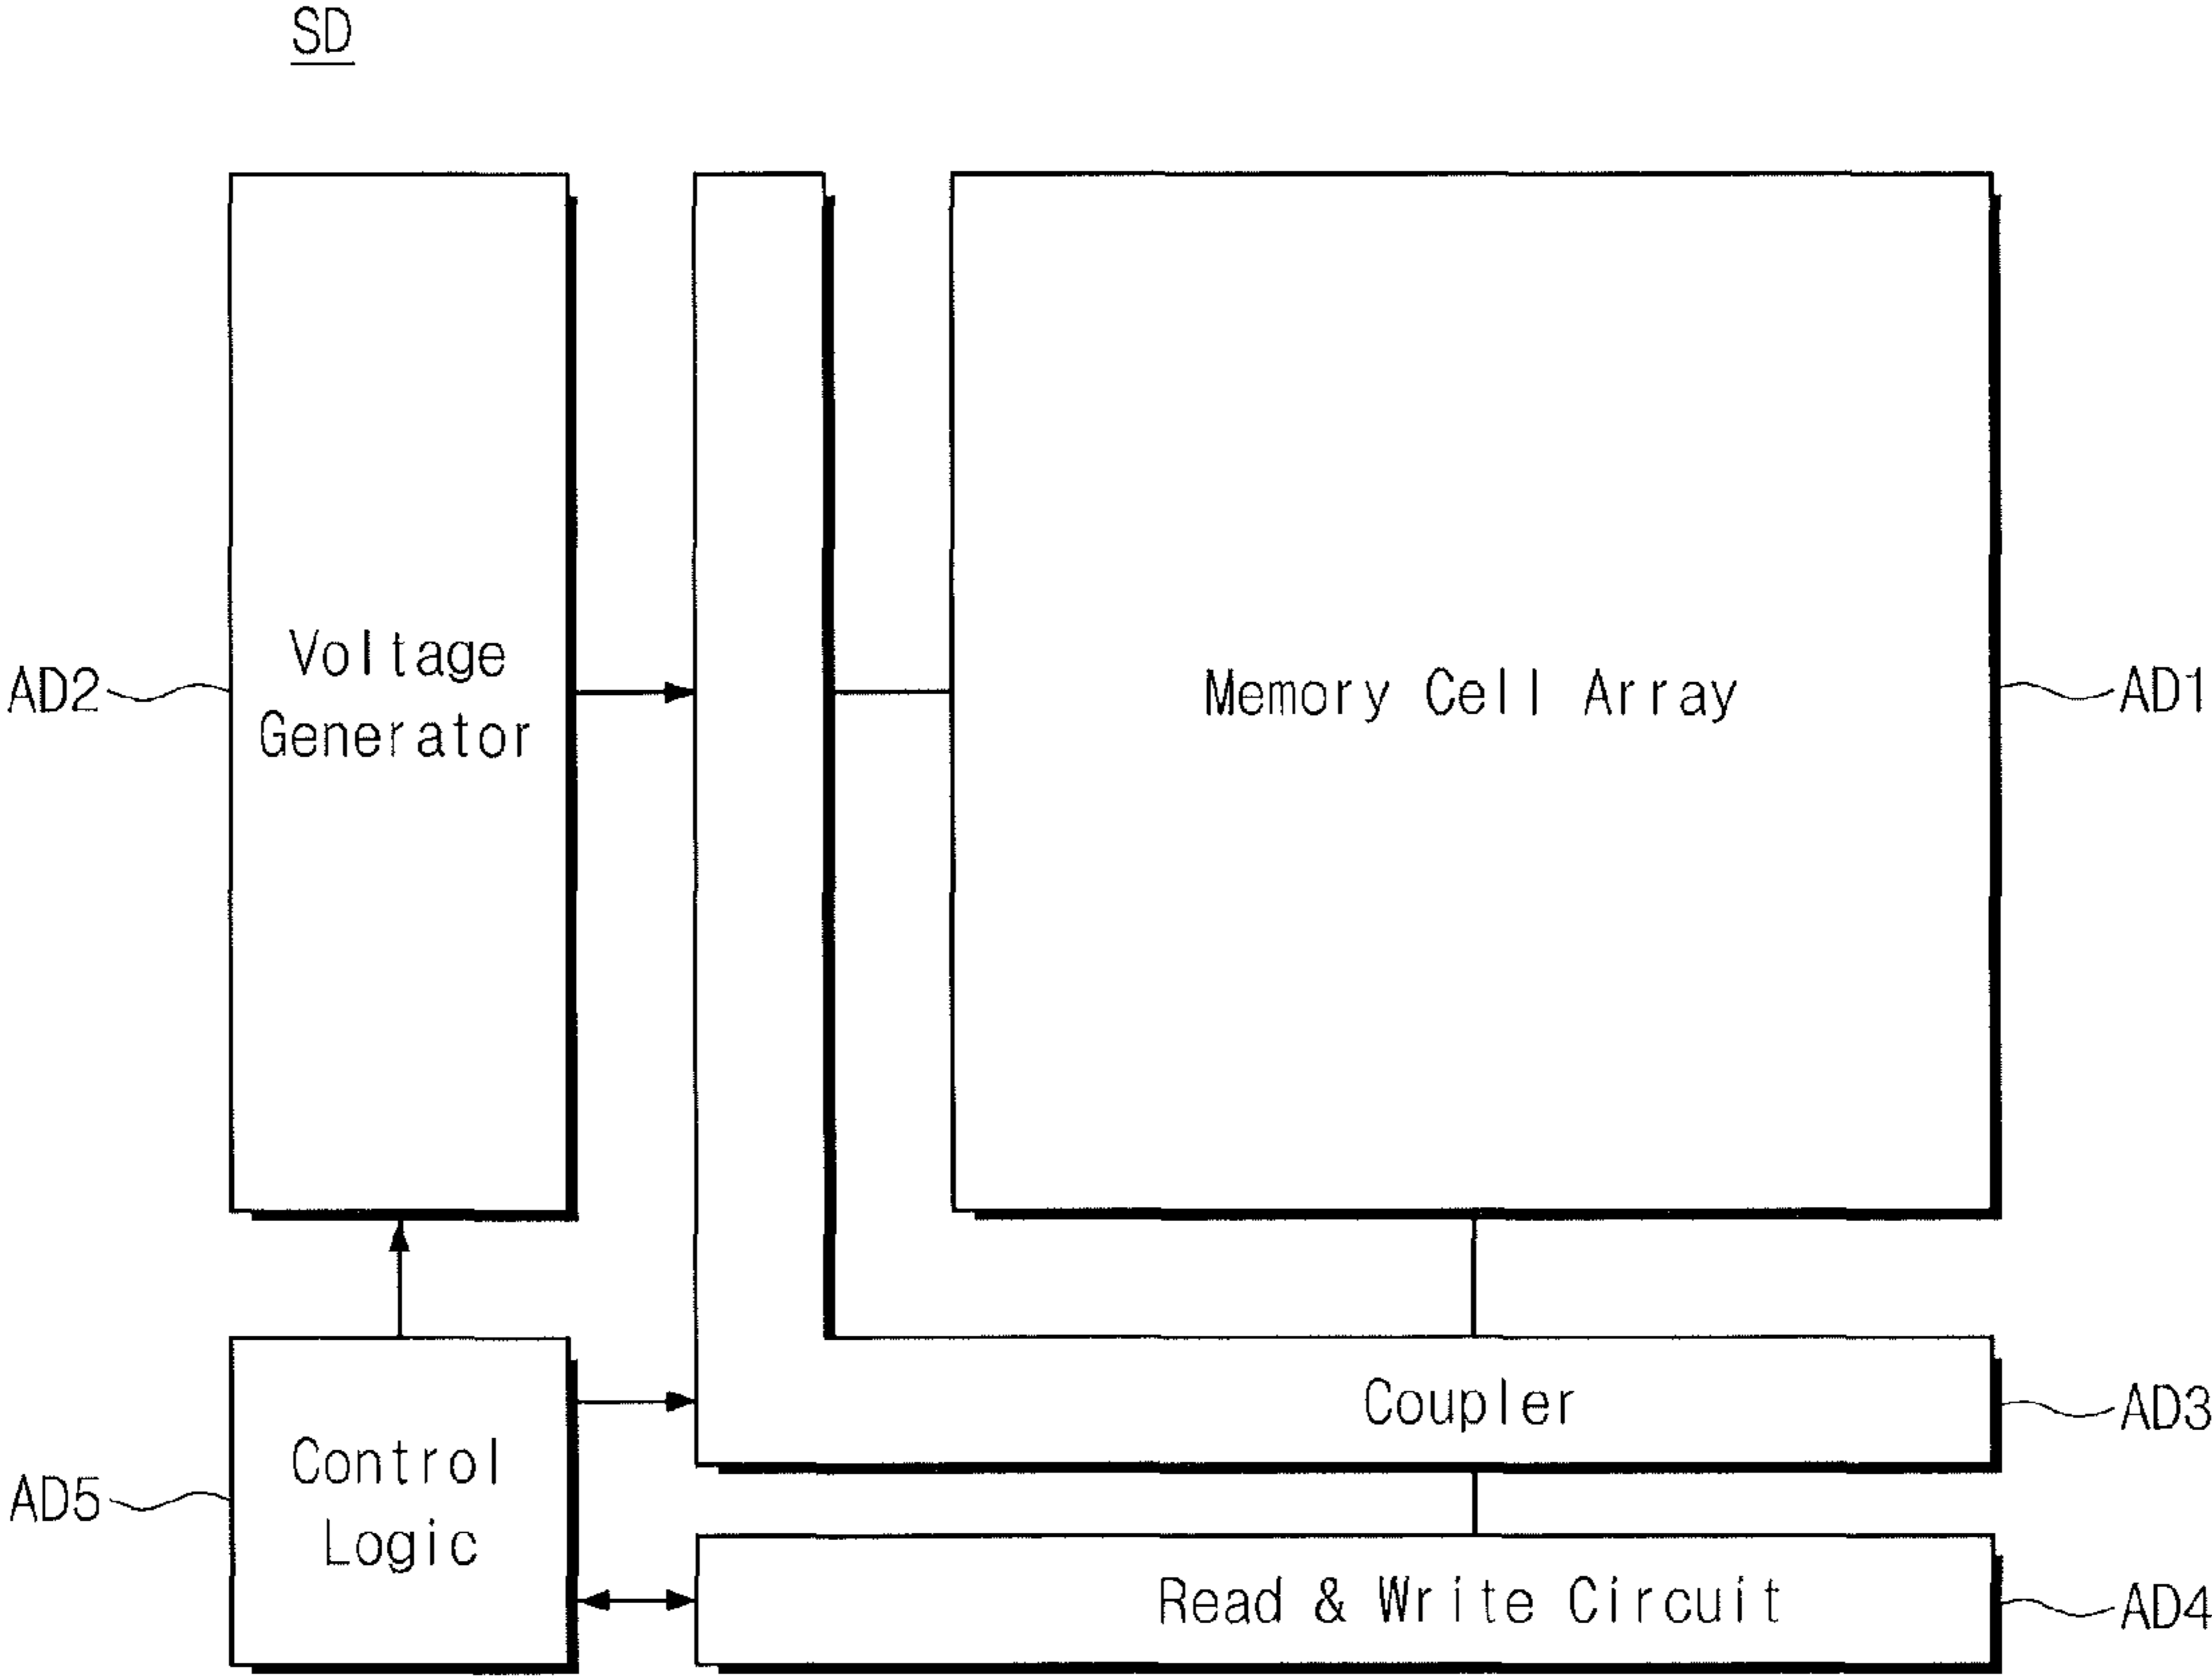 SD
Voltage
Generator
AD2
Memory Cell Array
AD1
Coupler
AD3
Control
Logic
AD5
Read & Write Circuit
AD4